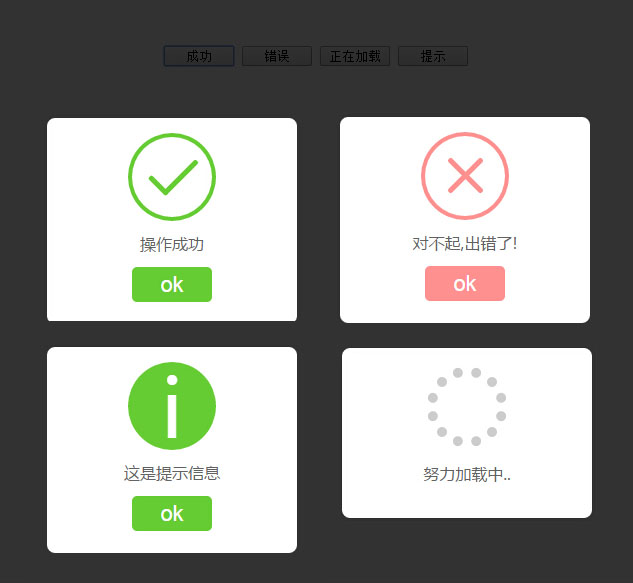 成功 错误 正在加载 提示
操作成功
ok
对不起,出错了!
ok
i
这是提示信息
ok
努力加载中..